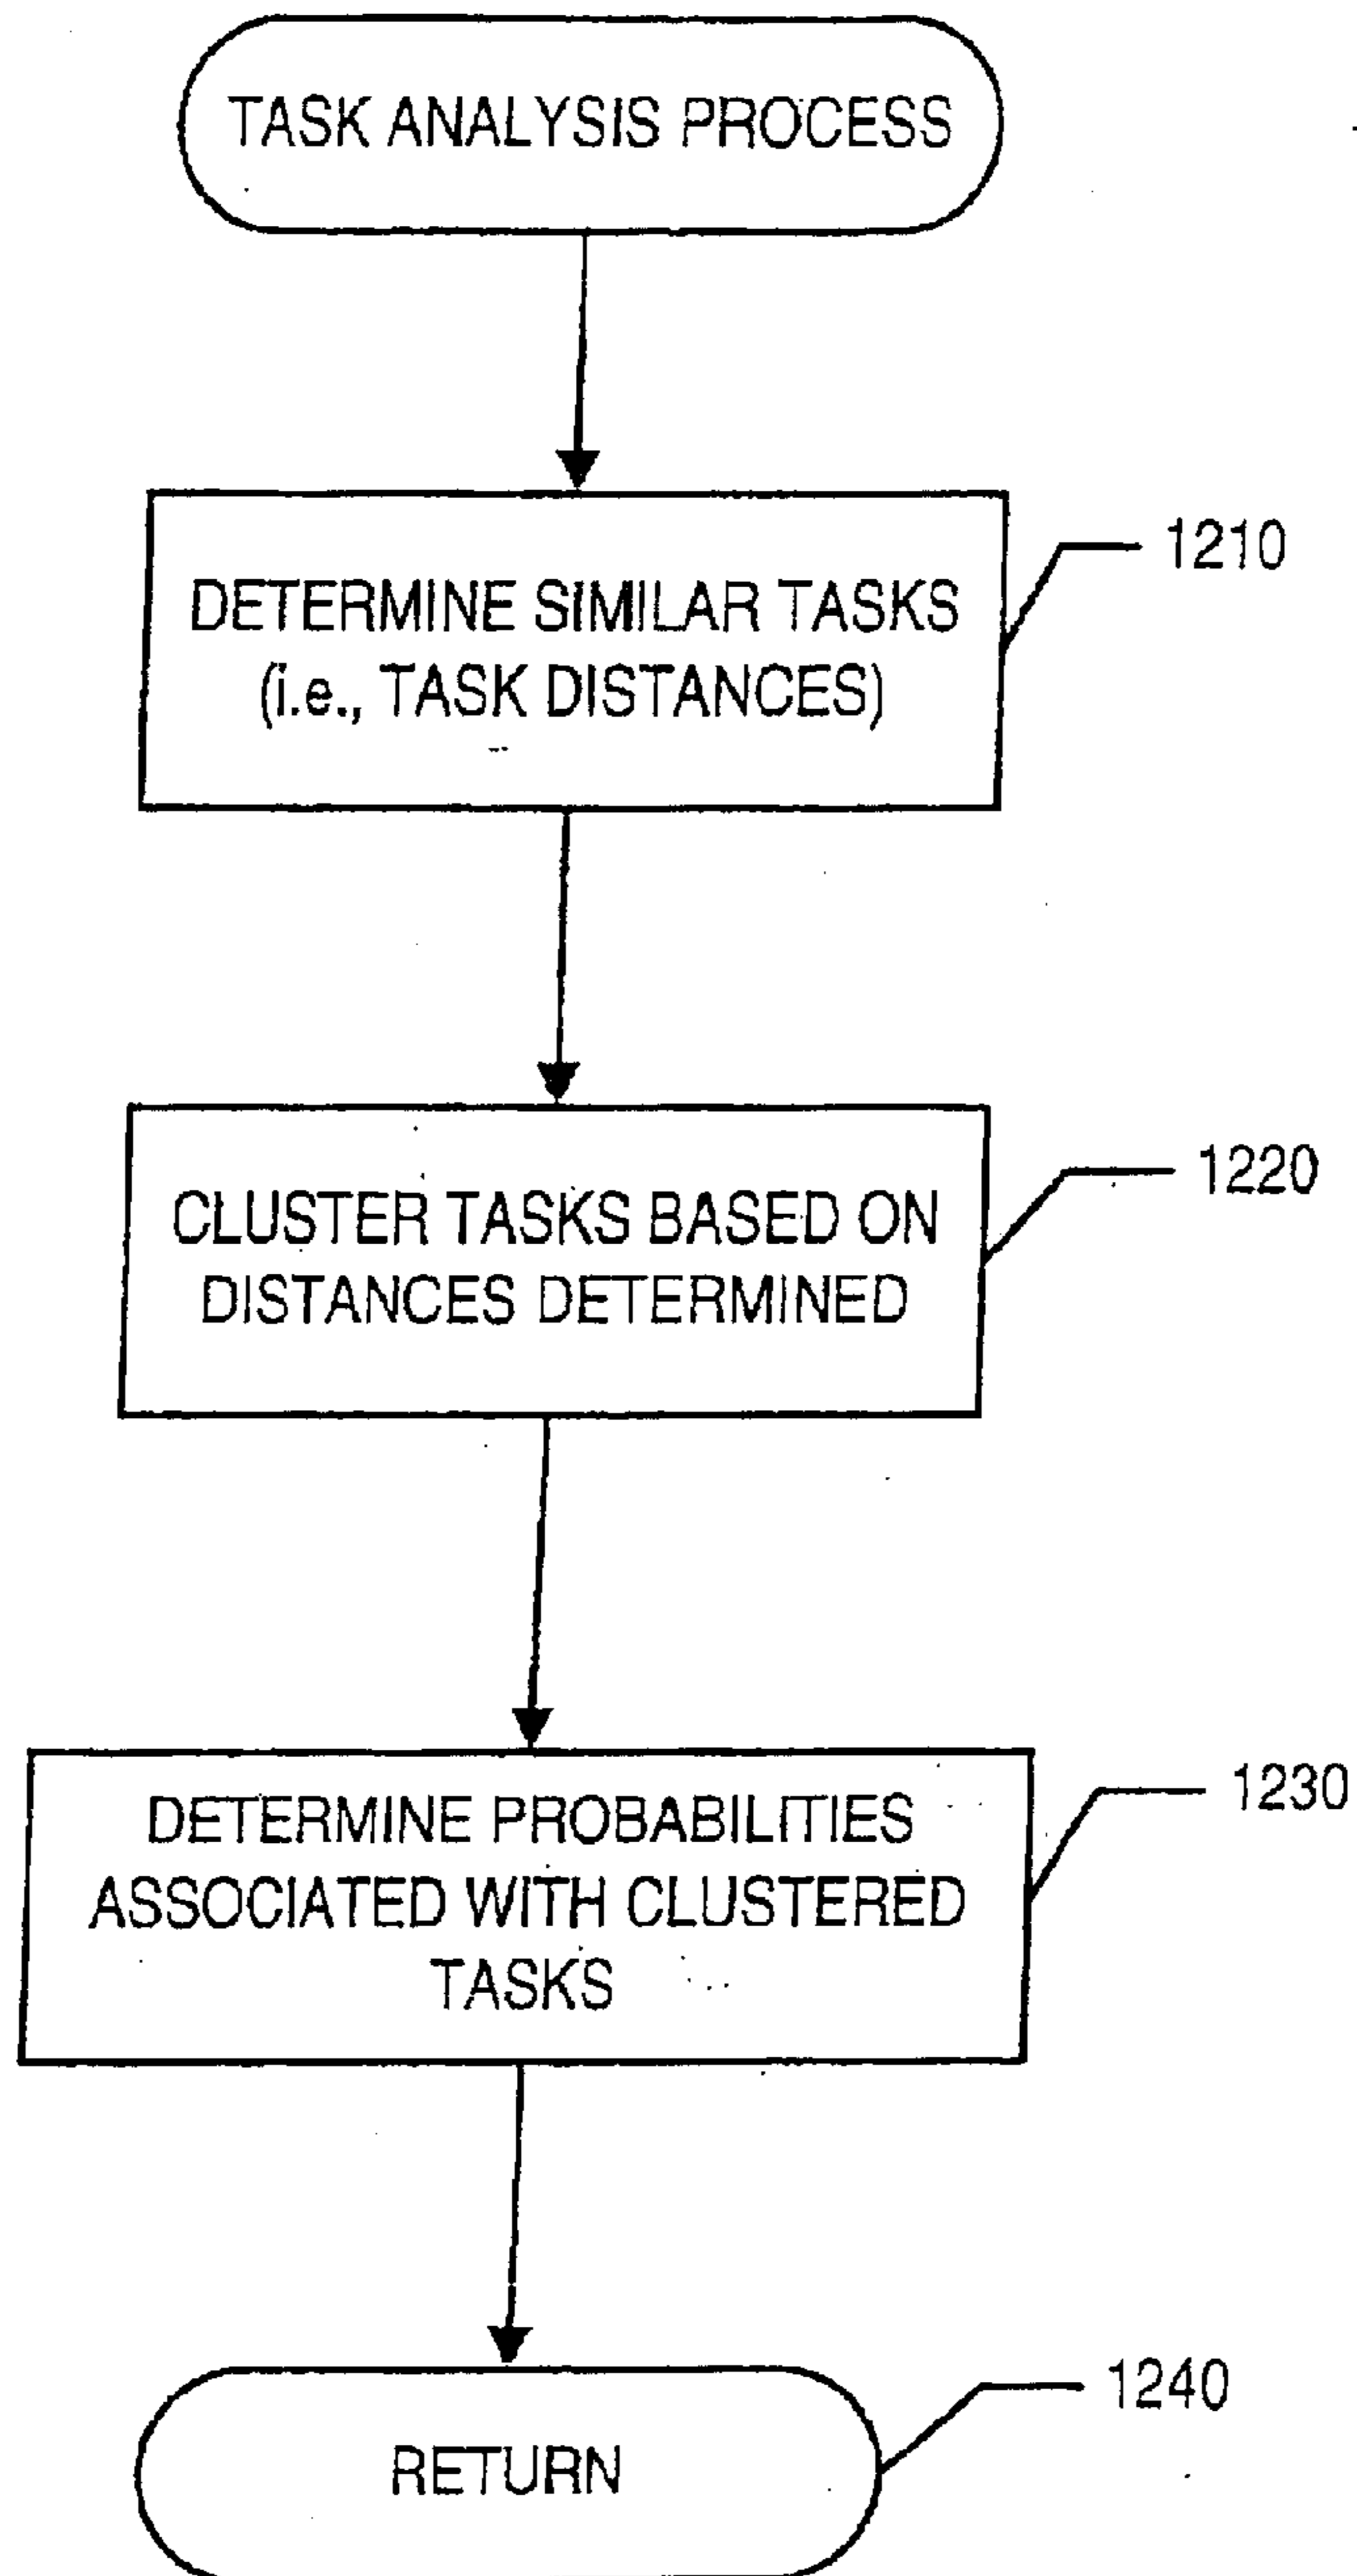 TASK ANALYSIS PROCESS
1210
DETERMINE SIMILAR TASKS
(i.e., TASK DISTANCES)
1220
CLUSTER TASKS BASED ON
DISTANCES DETERMINED
1230
DETERMINE PROBABILITIES
ASSOCIATED WITH CLUSTERED
TASKS
1240
RETURN